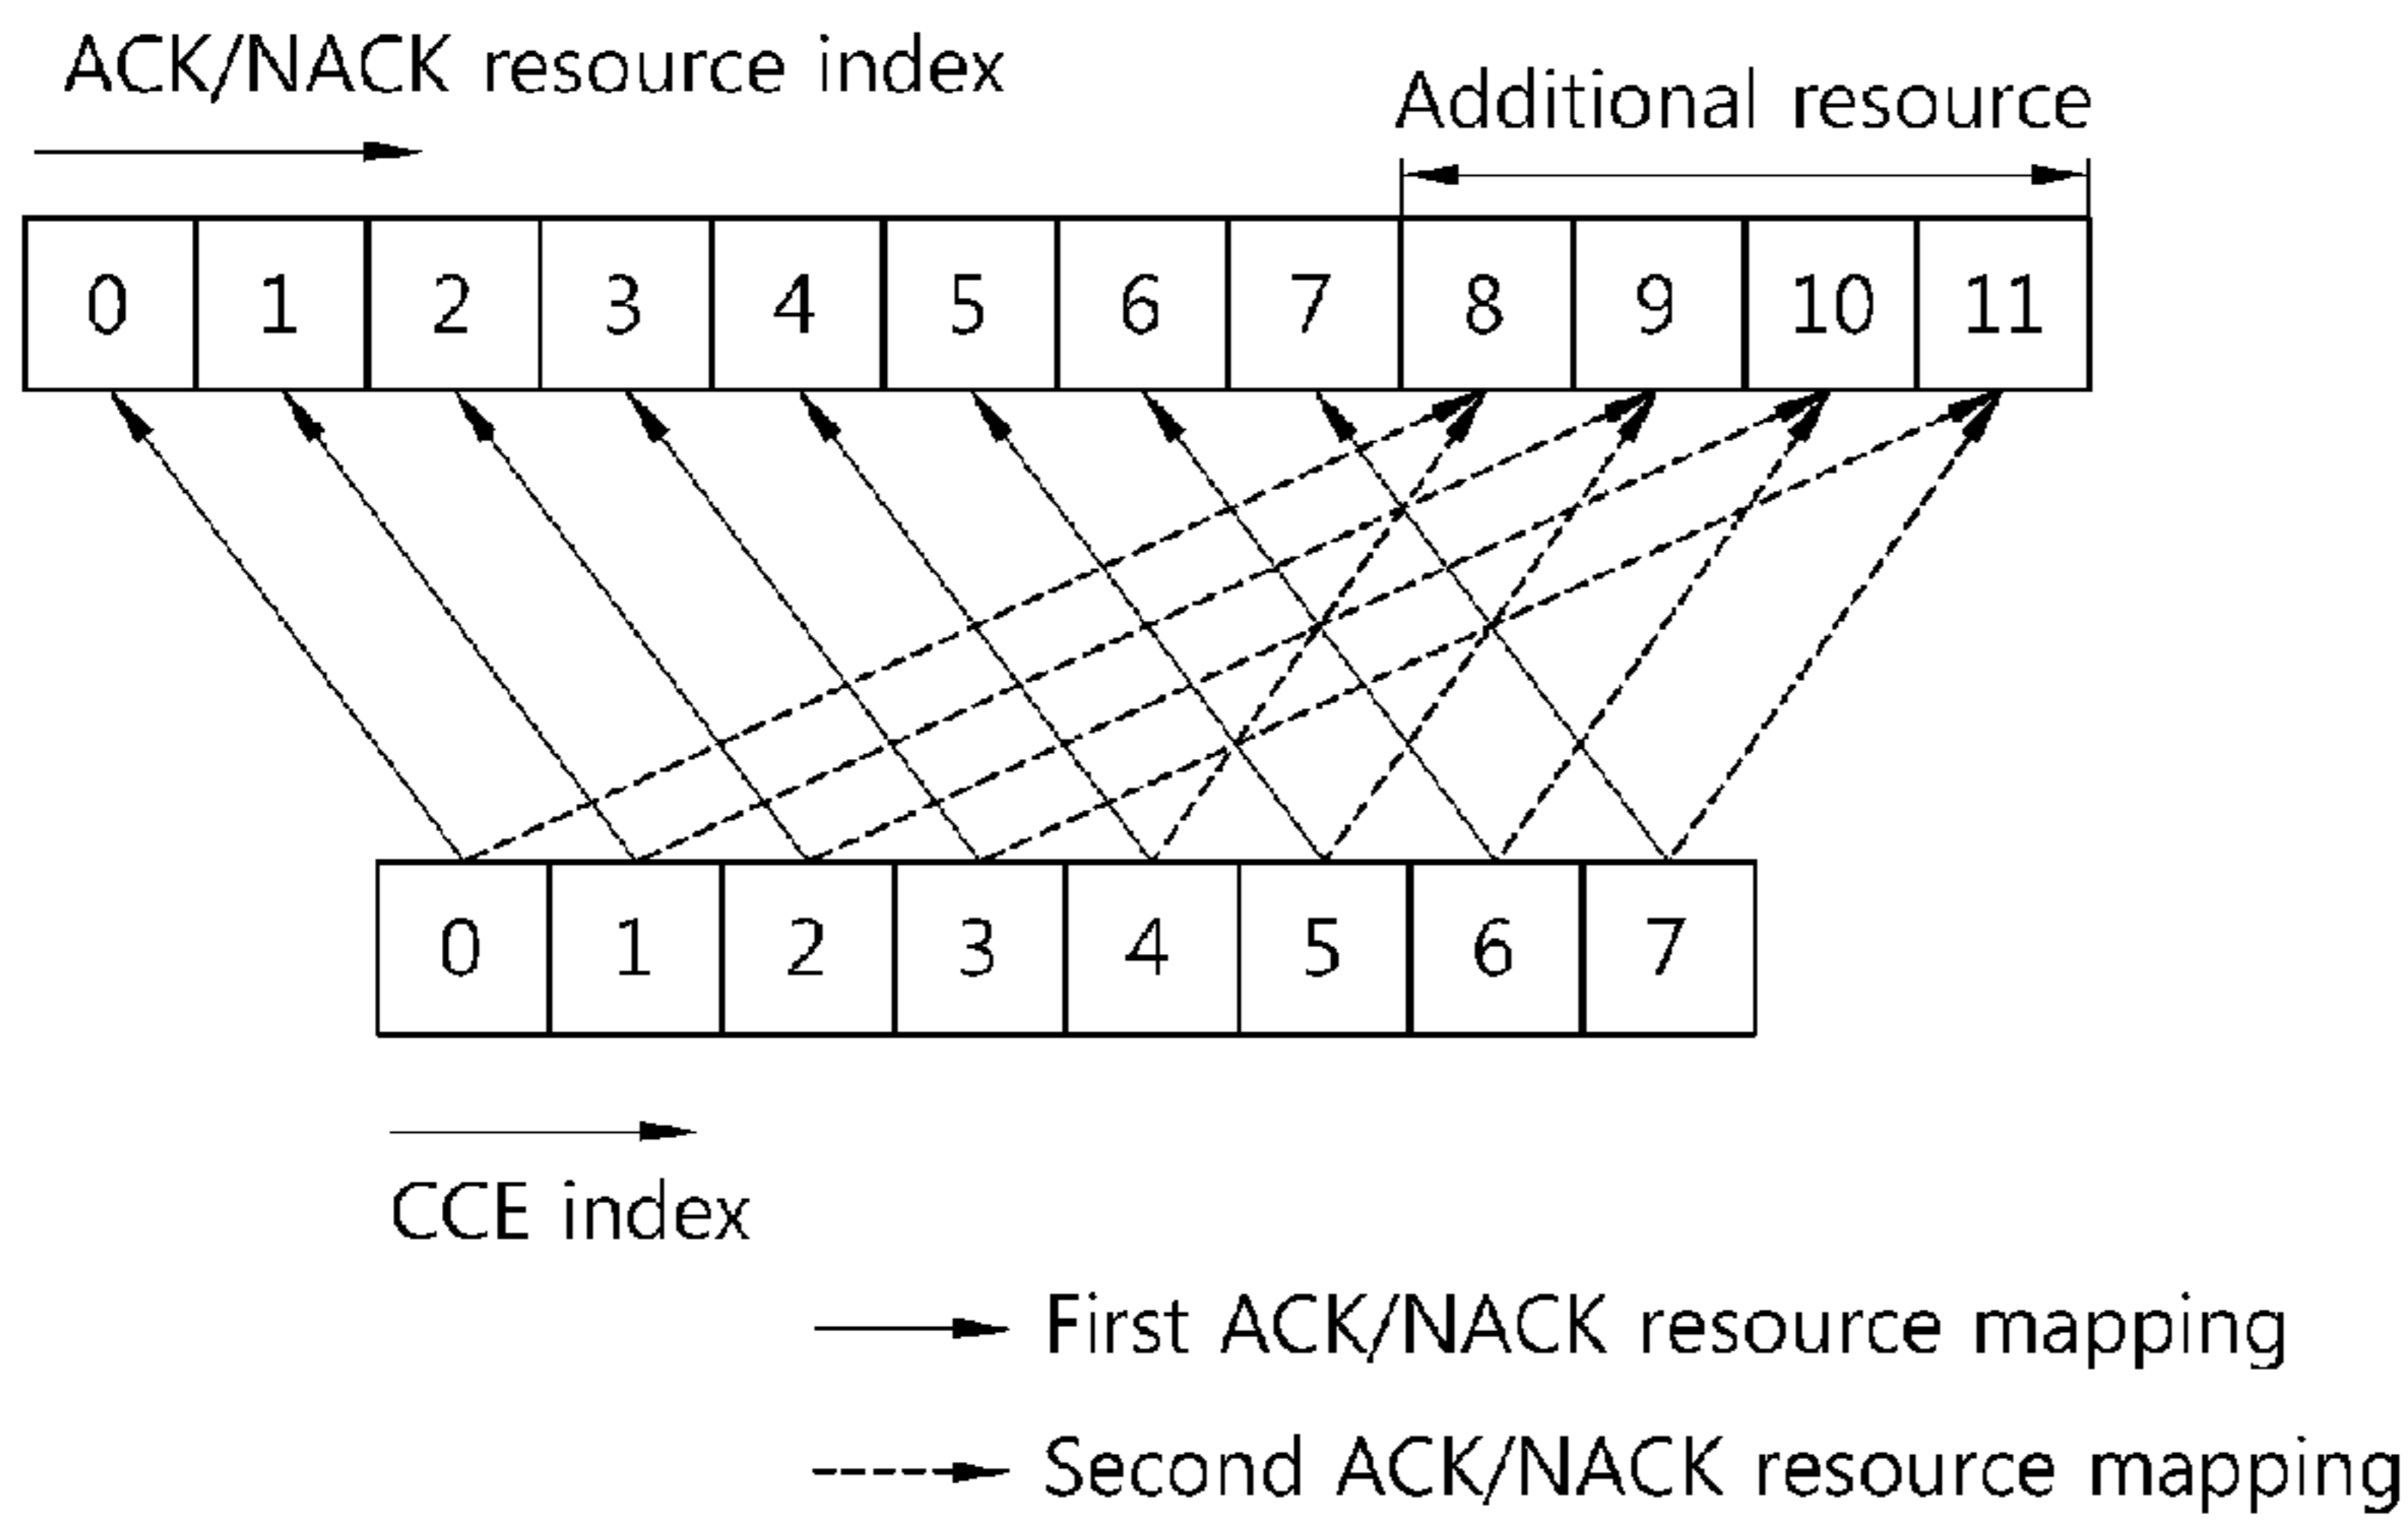 ACK/NACK resource index
Additional resource
0 1 2 3 4 5 6 7 8 9 10 11
0 1 2 3 4 5 6 7
CCE index
First ACK/NACK resource mapping
Second ACK/NACK resource mapping